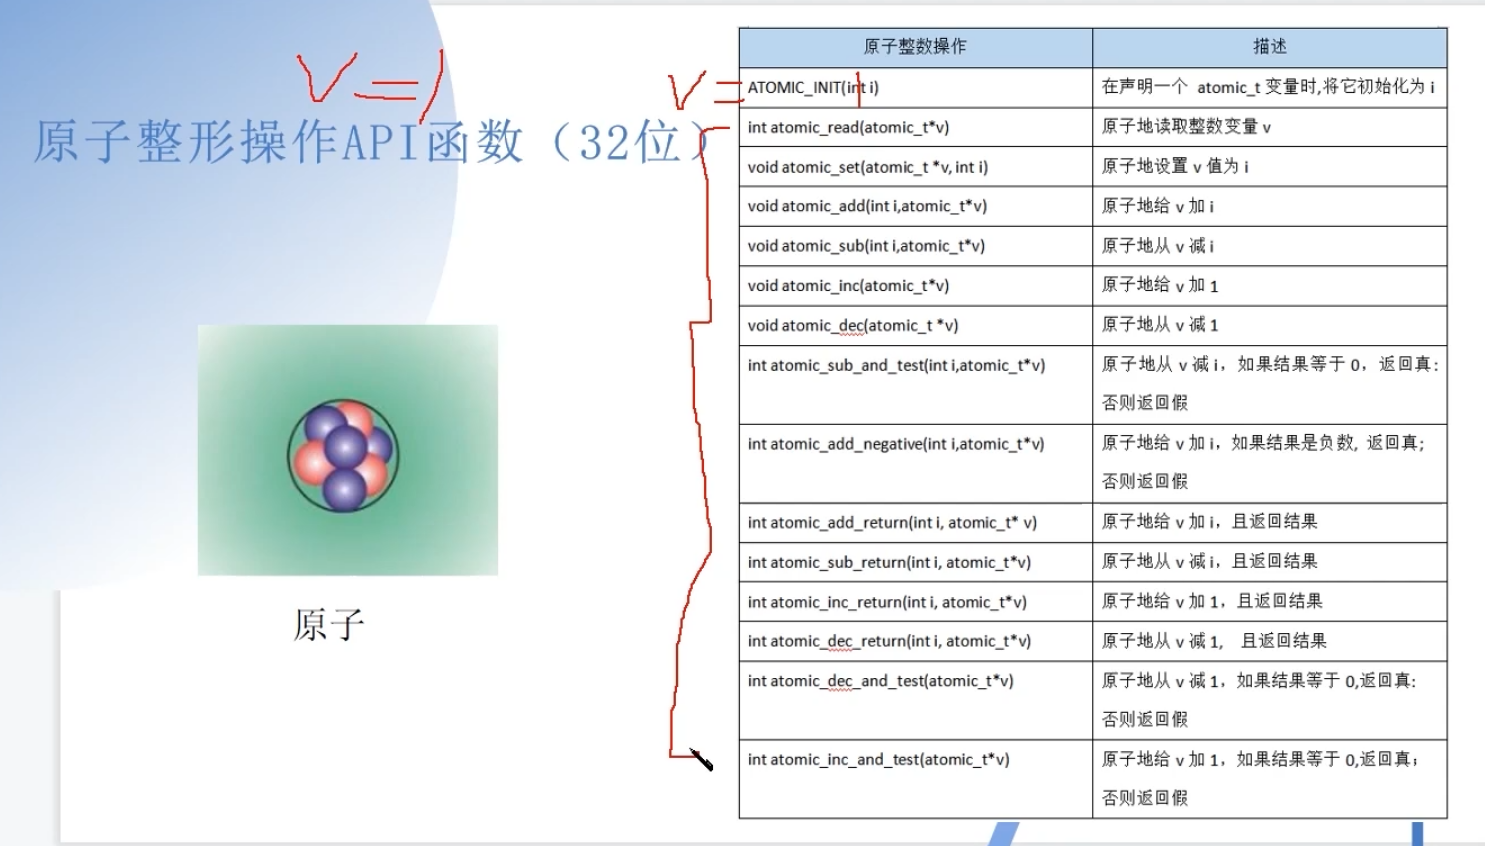 V=1
原子整形操作API函数（32位）
原子
V=
原子整数操作 描述
ATOMIC_INIT(int i) 在声明一个 atomic_t 变量时,将它初始化为 i
int atomic_read(atomic_t*v) 原子地读取整数变量 v
void atomic_set(atomic_t *v, int i) 原子地设置 v 值为 i
void atomic_add(int i,atomic_t*v) 原子地给 v 加 i
void atomic_sub(int i,atomic_t*v) 原子地从 v 减 i
void atomic_inc(atomic_t*v) 原子地给 v 加 1
void atomic_dec(atomic_t *v) 原子地从 v 减 1
int atomic_sub_and_test(int i,atomic_t*v) 原子地从 v 减 i，如果结果等于 0，返回真:
否则返回假
int atomic_add_negative(int i,atomic_t*v) 原子地给 v 加 i，如果结果是负数, 返回真;
否则返回假
int atomic_add_return(int i, atomic_t* v) 原子地给 v 加 i，且返回结果
int atomic_sub_return(int i, atomic_t*v) 原子地从 v 减 i，且返回结果
int atomic_inc_return(int i, atomic_t*v) 原子地给 v 加 1，且返回结果
int atomic_dec_return(int i, atomic_t*v) 原子地从 v 减 1, 且返回结果
int atomic_dec_and_test(atomic_t*v) 原子地从 v 减 1，如果结果等于 0,返回真:
否则返回假
int atomic_inc_and_test(atomic_t*v) 原子地给 v 加 1，如果结果等于 0,返回真；
否则返回假